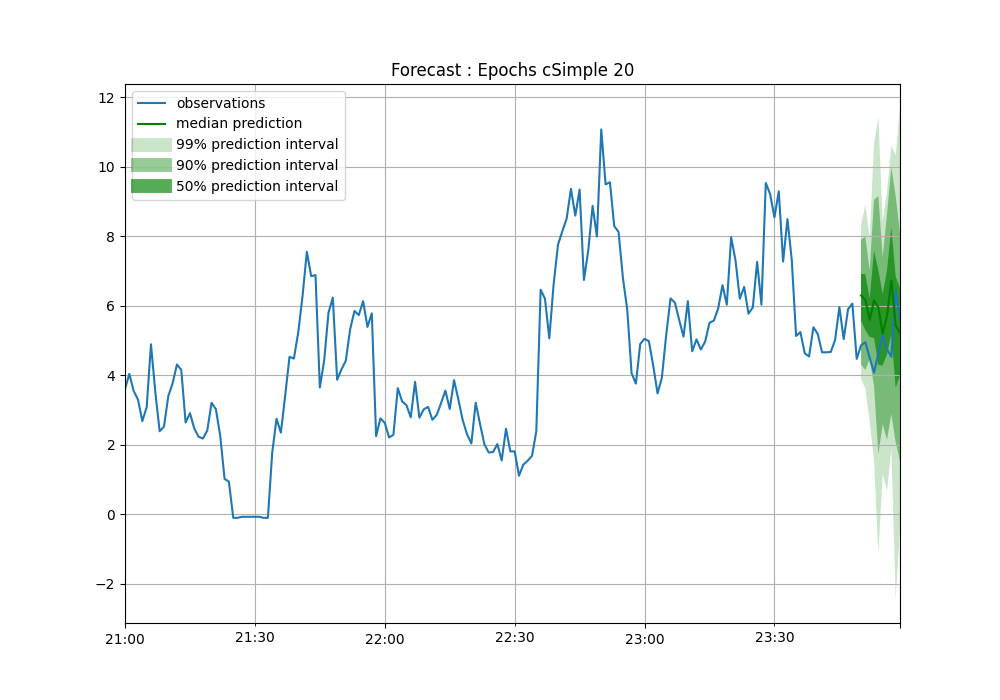 Forecast : Epochs cSimple 20
observations
median prediction
99% prediction interval
90% prediction interval
50% prediction interval
12
10
8
6
4
2
0
−2
21:00
21:30
22:00
22:30
23:00
23:30